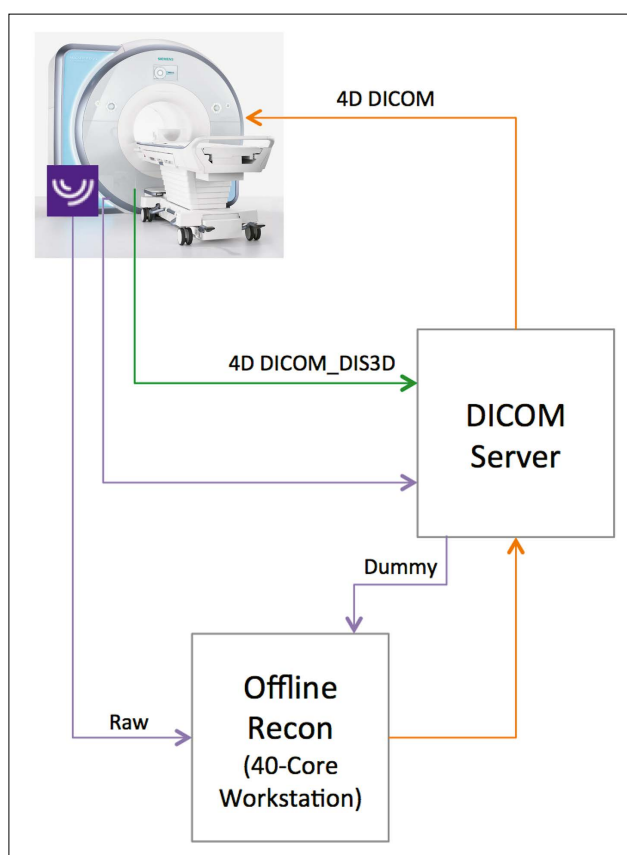 4D DICOM
4D DICOM_DIS3D
DICOM
Server
Dummy
Offline
Recon
(40-Core
Workstation)
Raw